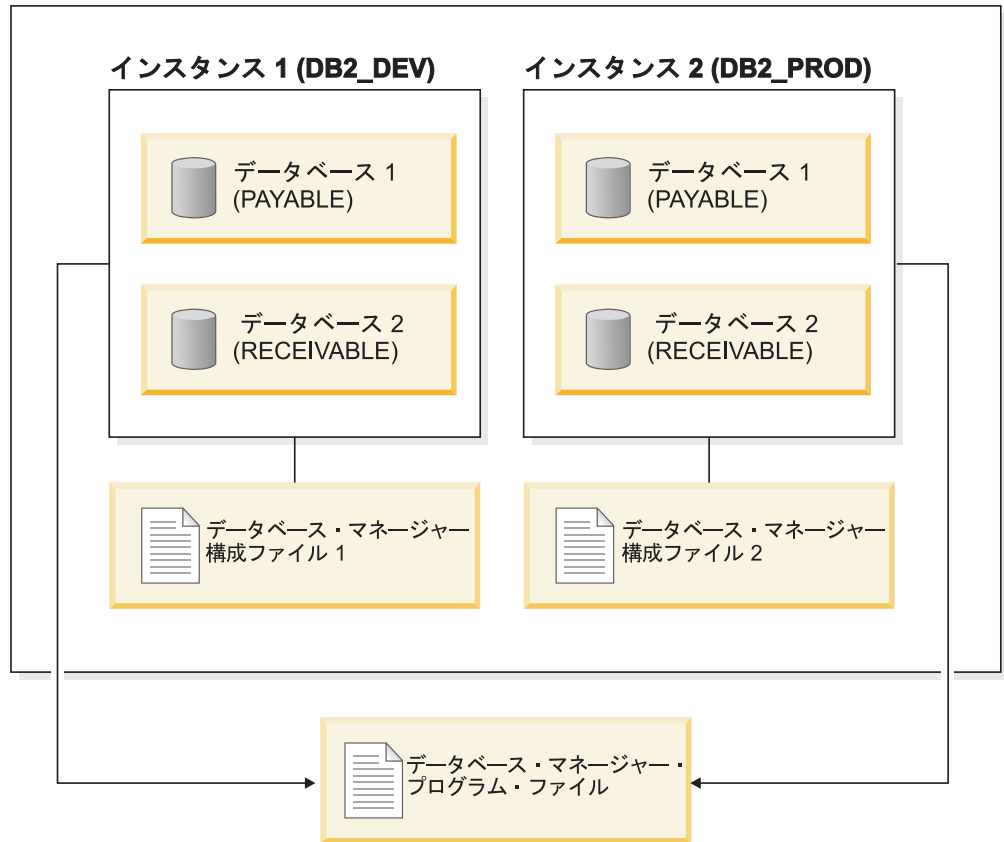 インスタンス 1 (DB2_DEV)
データベース 1
(PAYABLE)
データベース 2
(RECEIVABLE)
データベース・マネージャー
構成ファイル 1
インスタンス 2 (DB2_PROD)
データベース 1
(PAYABLE)
データベース 2
(RECEIVABLE)
データベース・マネージャー
構成ファイル 2
データベース・マネージャー・
プログラム・ファイル